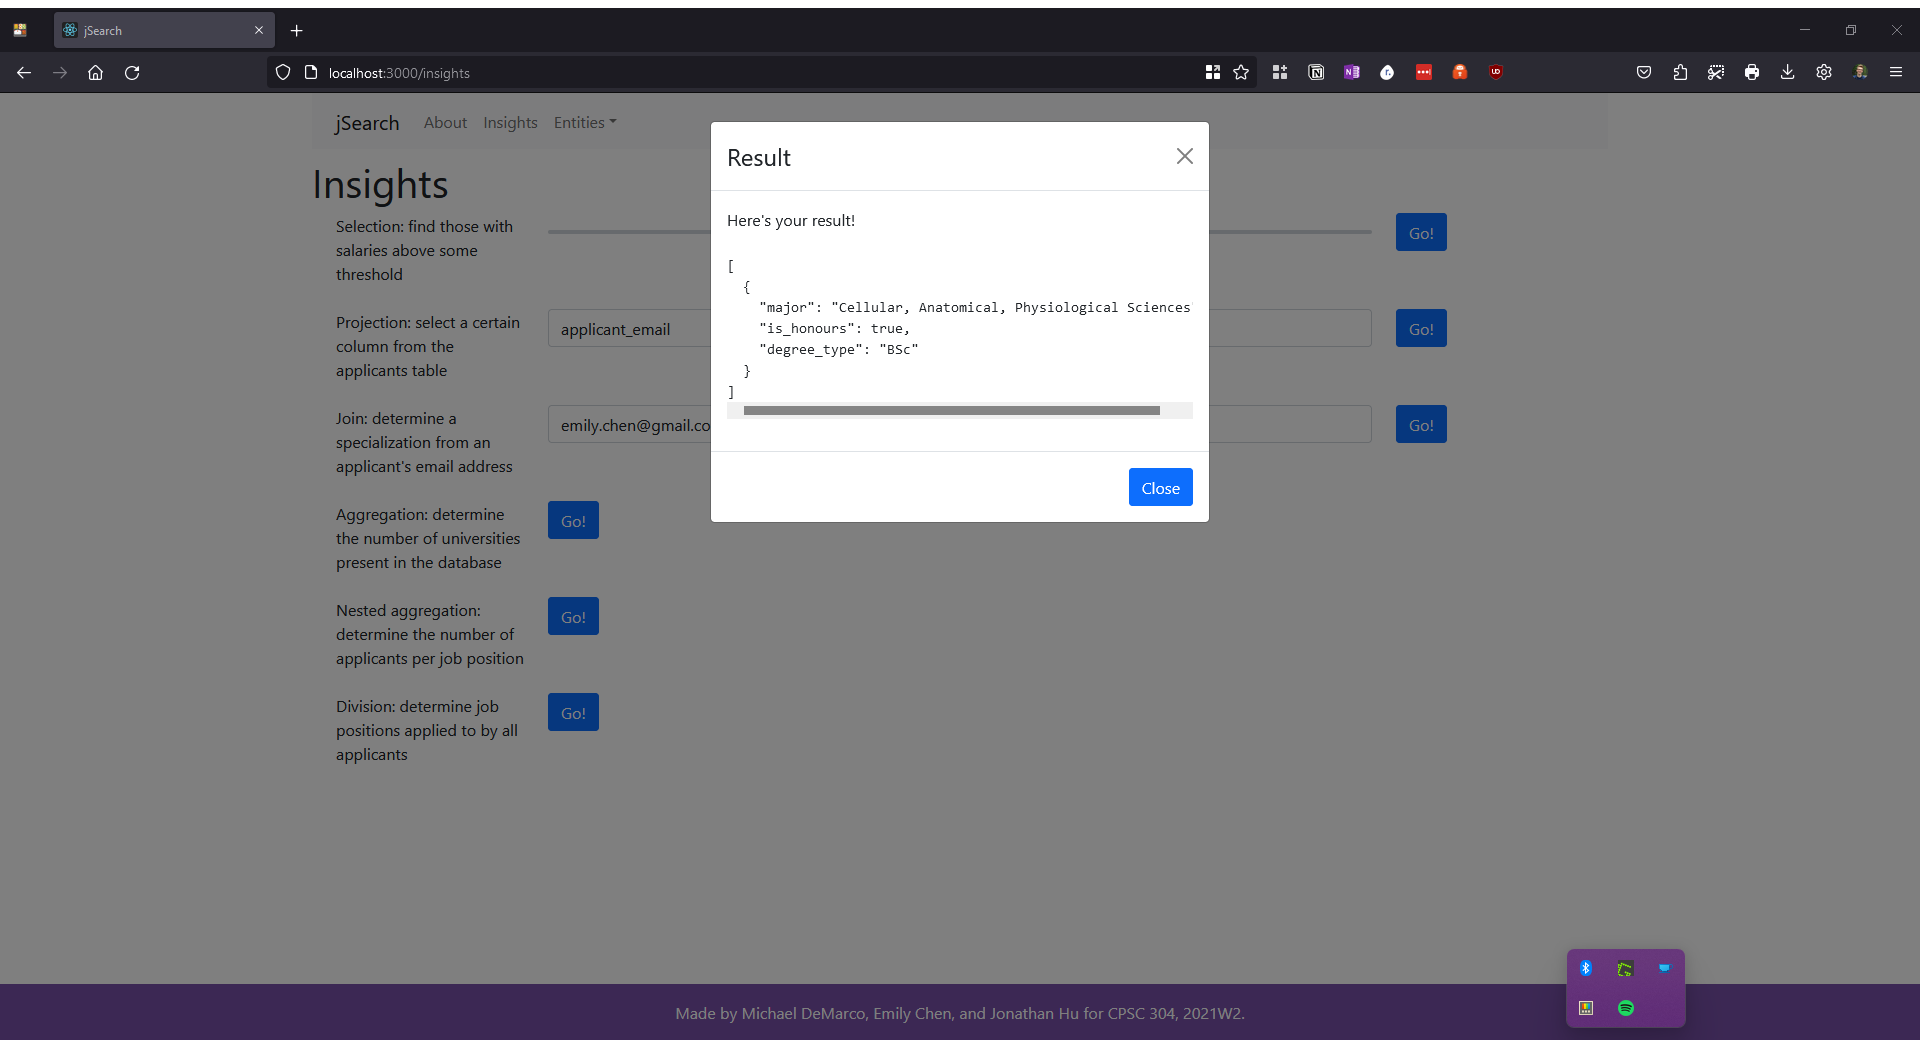 jSearch
localhost:3000/insights
jSearch About Insights Entities
Insights
Selection: find those with
salaries above some
threshold
Go!
Projection: select a certain
column from the
applicants table
applicant_email
Go!
Join: determine a
specialization from an
applicant's email address
emily.chen@gmail.co
Go!
Aggregation: determine
the number of universities
present in the database
Go!
Nested aggregation:
determine the number of
applicants per job position
Go!
Division: determine job
positions applied to by all
applicants
Go!
Result
Here's your result!
[
{
"major": "Cellular, Anatomical, Physiological Sciences"
"is_honours": true,
"degree_type": "BSc"
}
]
Close
Made by Michael DeMarco, Emily Chen, and Jonathan Hu for CPSC 304, 2021W2.